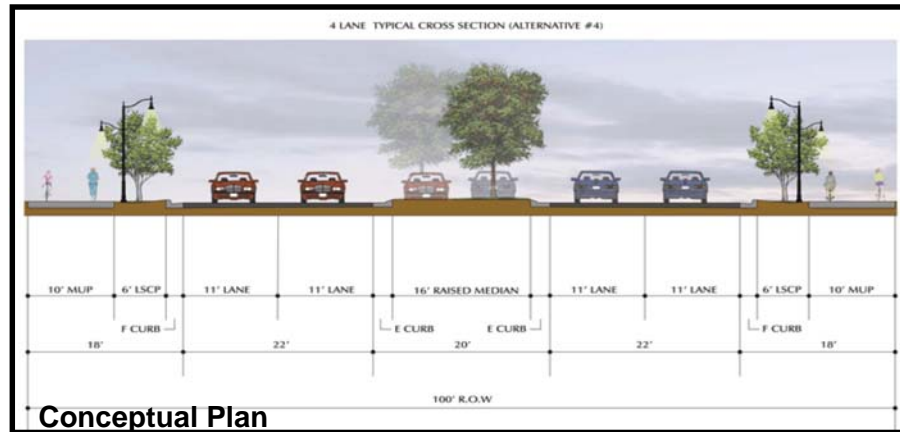 4 LANE TYPICAL CROSS SECTION (ALTERNATIVE #4)
10' MUP 6' LSCP 11' LANE 11' LANE 16' RAISED MEDIAN 11' LANE 11' LANE 6' LSCP 10' MUP
F CURB E CURB E CURB F CURB
18' 22' 20' 22' 18'
100' R.O.W
Conceptual Plan